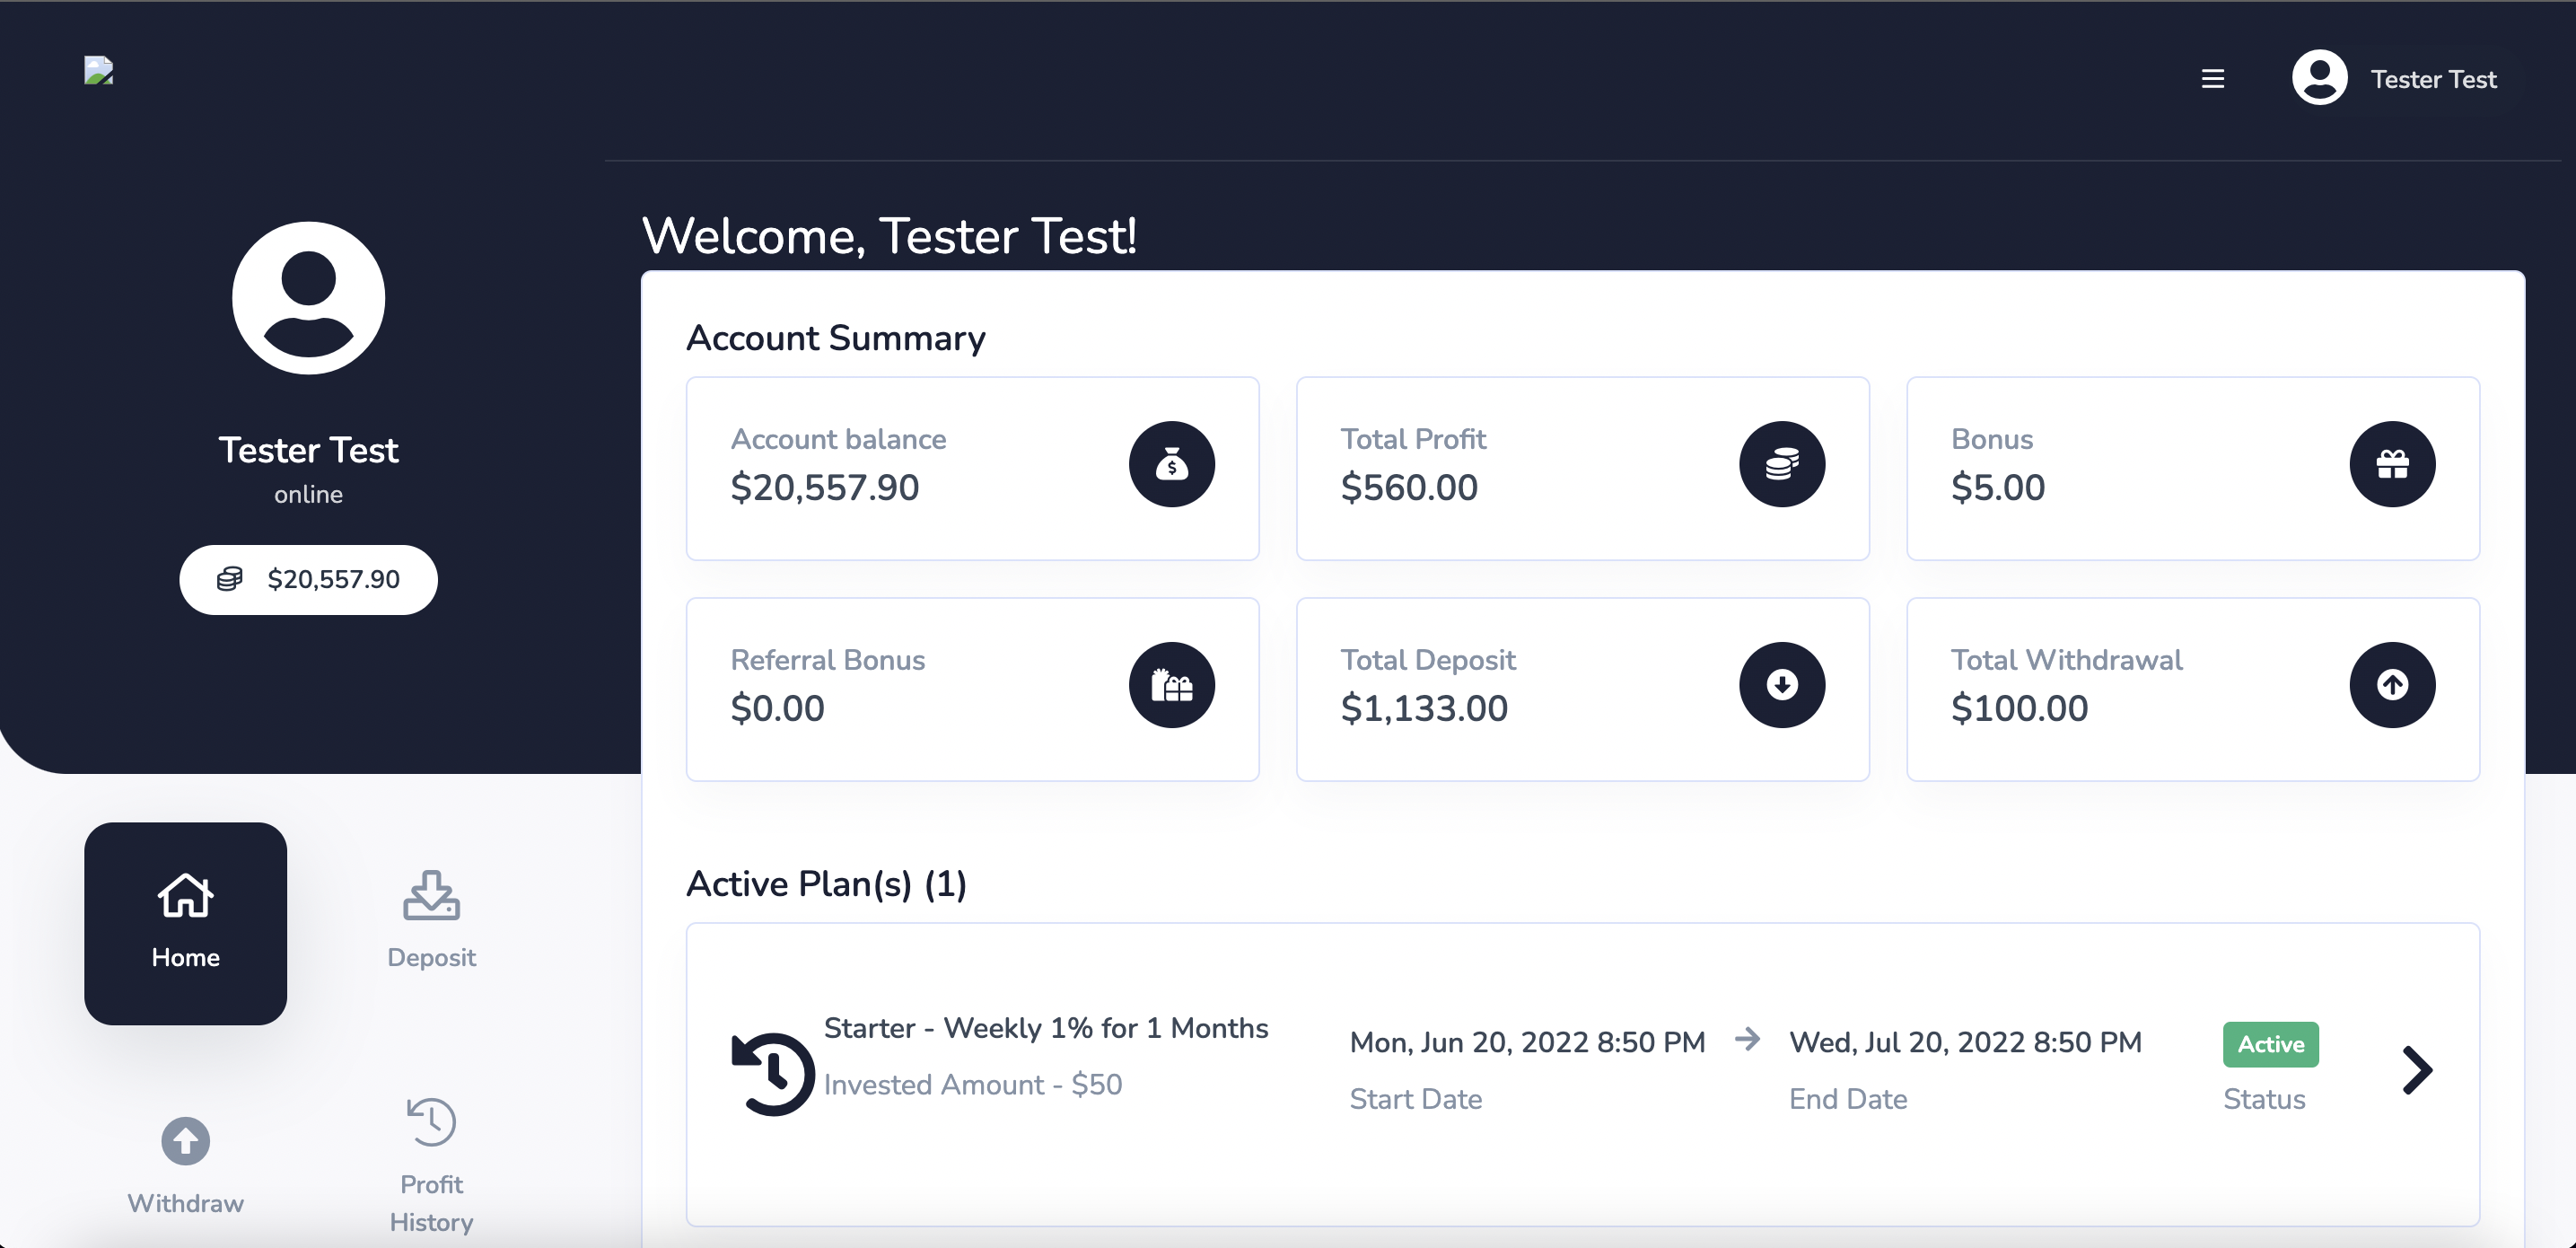 Tester Test
Welcome, Tester Test!
Tester Test
online
$20,557.90
Account Summary
Account balance
$20,557.90
Total Profit
$560.00
Bonus
$5.00
Referral Bonus
$0.00
Total Deposit
$1,133.00
Total Withdrawal
$100.00
Home
Deposit
Withdraw
Profit
History
Active Plan(s) (1)
Starter - Weekly 1% for 1 Months
Invested Amount - $50
Mon, Jun 20, 2022 8:50 PM
Start Date
Wed, Jul 20, 2022 8:50 PM
End Date
Active
Status